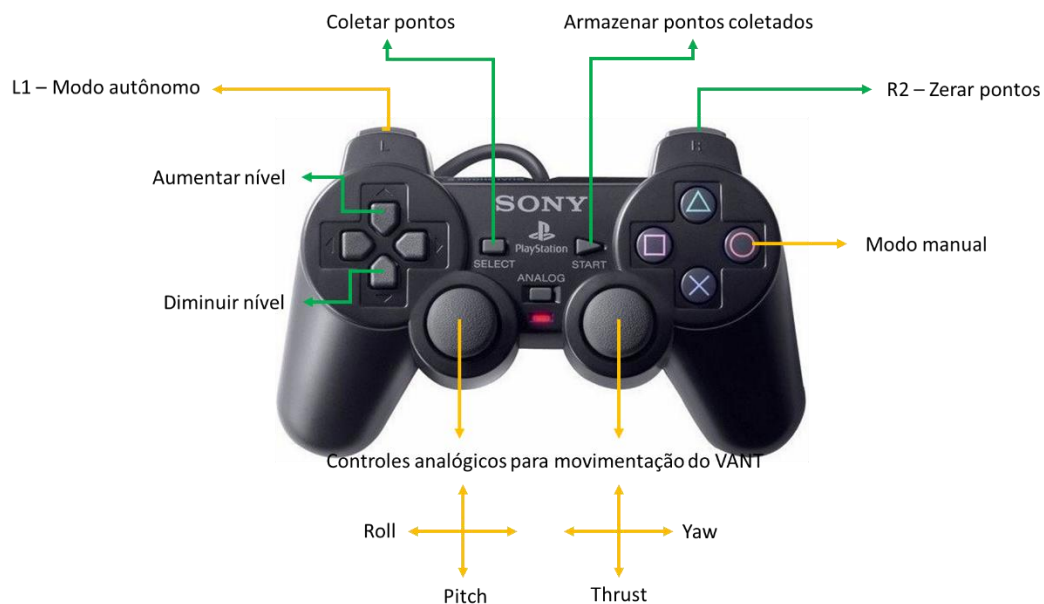 Coletar pontos
Armazenar pontos coletados
L1 – Modo autônomo
R2 – Zerar pontos
L
R
Aumentar nível
SONY
PlayStation
SELECT
START
Modo manual
ANALOG
Diminuir nível
Controles analógicos para movimentação do VANT
Roll
Yaw
Pitch
Thrust